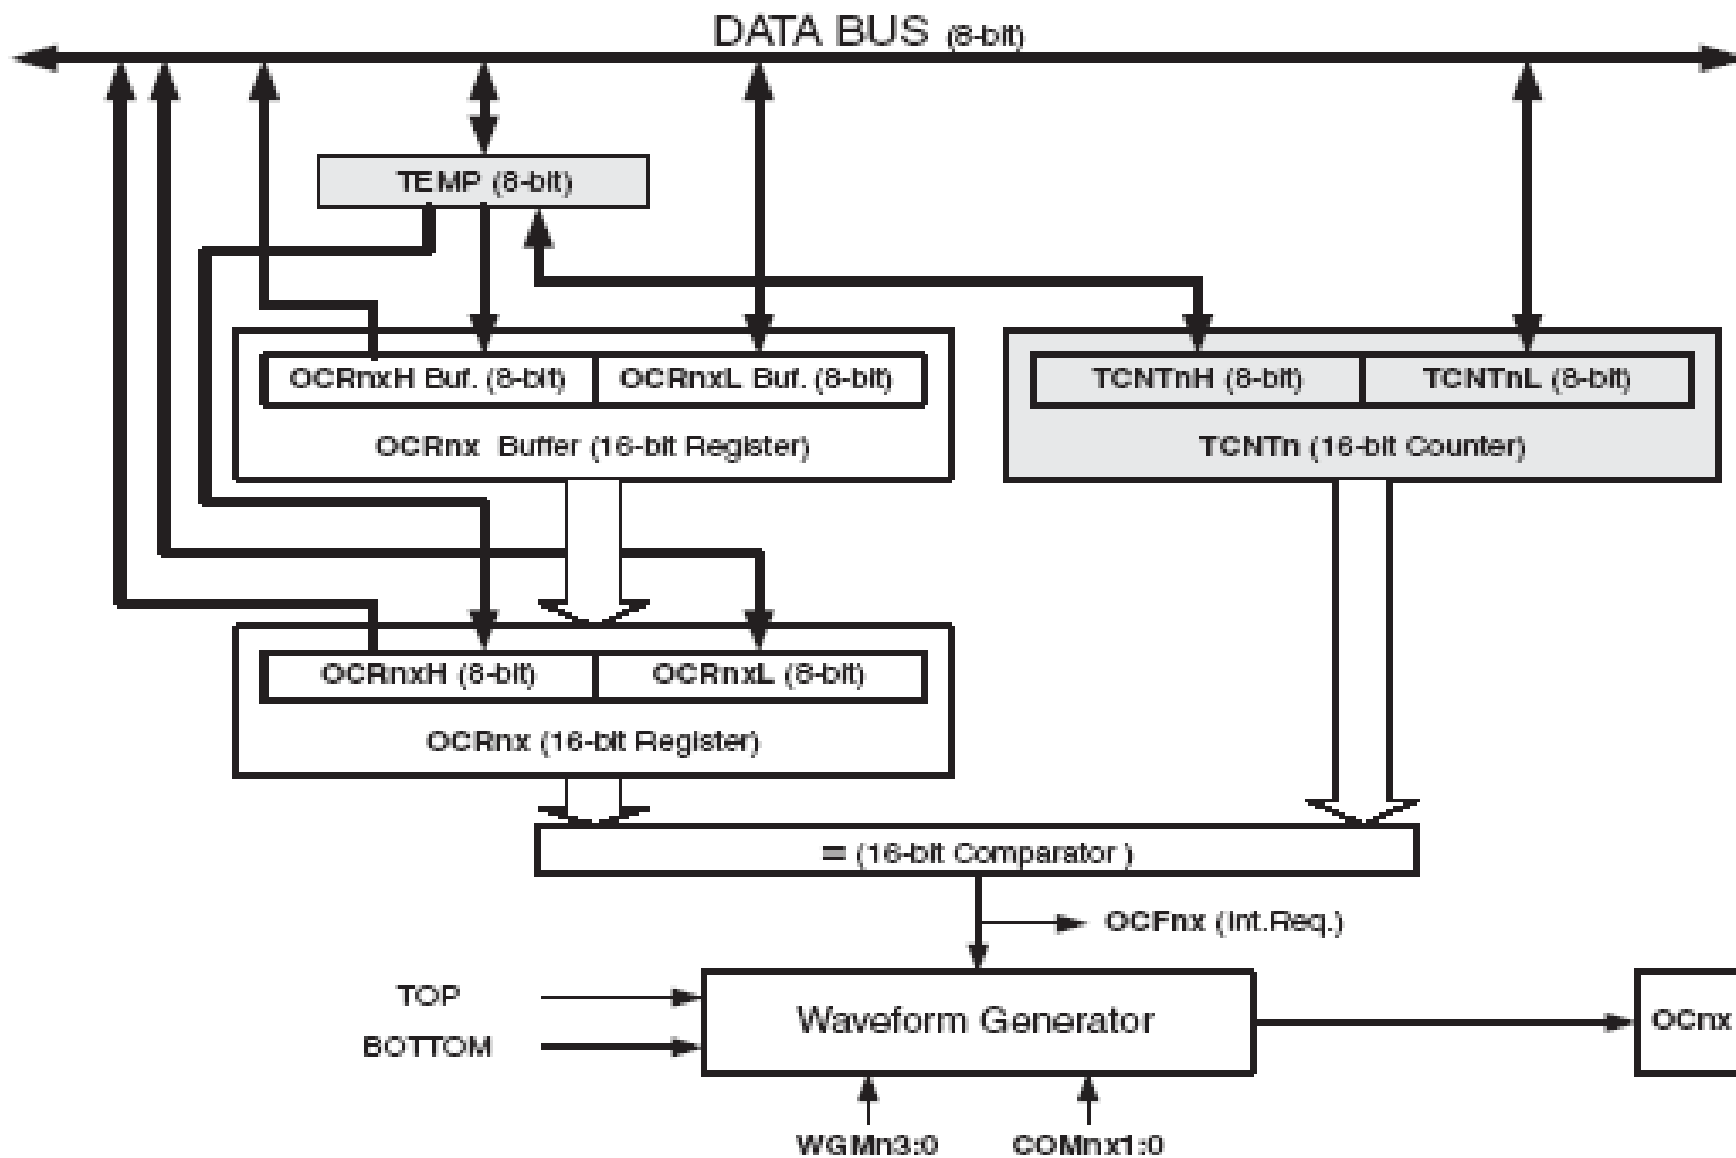 DATA BUS (8-bit)
TEMP (8-bit)
OCRnxH Buf. (8-bit)
OCRnxL Buf. (8-bit)
TCNTnH (8-bit)
TCNTnL (8-bit)
OCRnx Buffer (16-bit Register)
TCNTn (16-bit Counter)
OCRnxH (8-bit)
OCRnxL (8-bit)
OCRnx (16-bit Register)
= (16-bit Comparator )
OCFnx (Int.Req.)
TOP
BOTTOM
Waveform Generator
OCnx
WGMn3:0
COMnx1:0